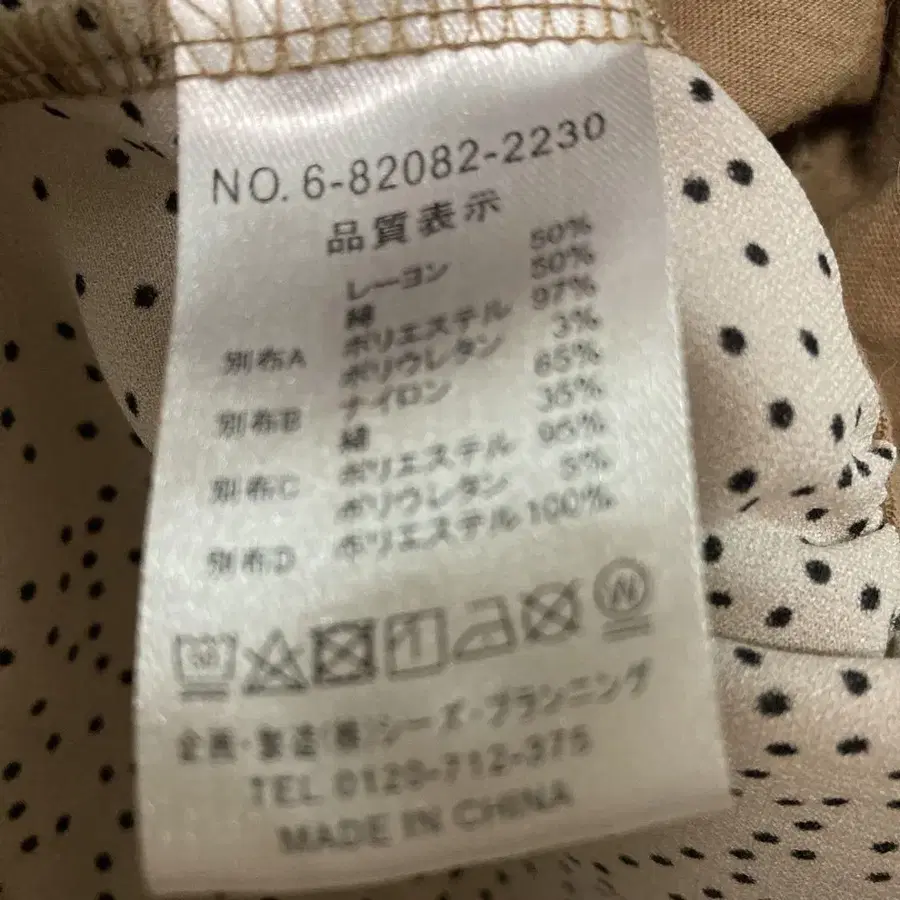 NO. 6-82082-2230
品質表示
レーヨン 50%
綿 50%
別布A ポリエステル 97%
ポリウレタン 3%
別布B ナイロン 65%
綿 35%
別布C ポリエステル 95%
ポリウレタン 5%
別布D ポリエステル 100%
企画・製造(株)シーズ・プランニング
TEL 0120-712-375
MADE IN CHINA